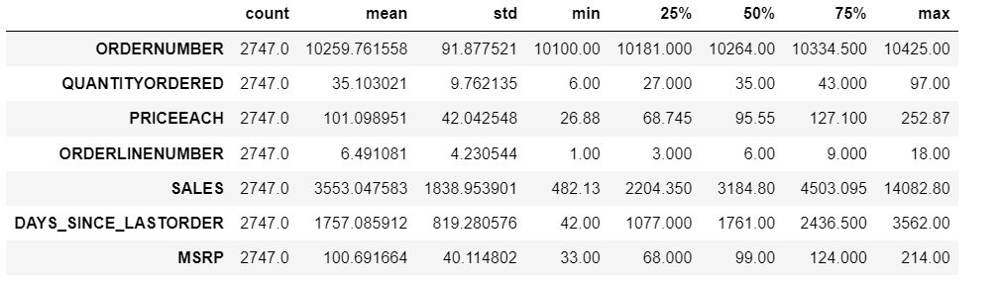 count mean std min 25% 50% 75% max
ORDERNUMBER 2747.0 10259.761558 91.877521 10100.00 10181.000 10264.00 10334.500 10425.00
QUANTITYORDERED 2747.0 35.103021 9.762135 6.00 27.000 35.00 43.000 97.00
PRICEEACH 2747.0 101.098951 42.042548 26.88 68.745 95.55 127.100 252.87
ORDERLINENUMBER 2747.0 6.491081 4.230544 1.00 3.000 6.00 9.000 18.00
SALES 2747.0 3553.047583 1838.953901 482.13 2204.350 3184.80 4503.095 14082.80
DAYS_SINCE_LASTORDER 2747.0 1757.085912 819.280576 42.00 1077.000 1761.00 2436.500 3562.00
MSRP 2747.0 100.691664 40.114802 33.00 68.000 99.00 124.000 214.00